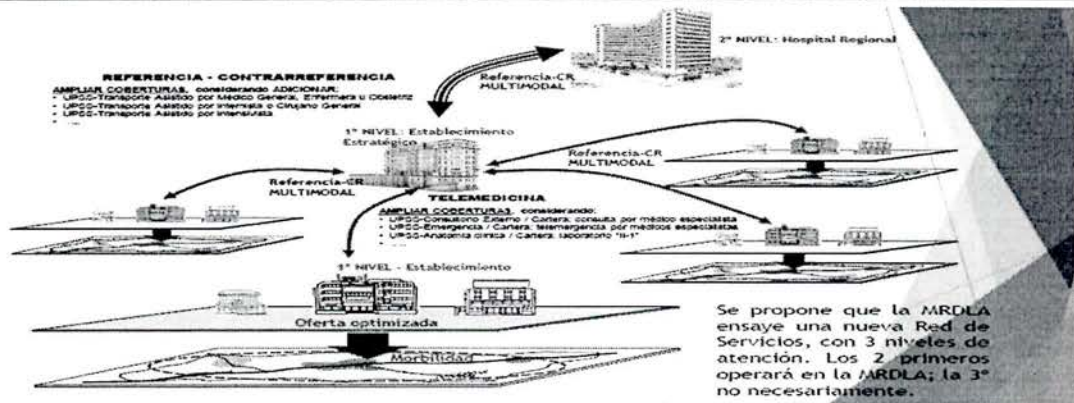 2° NIVEL: Hospital Regional
Referencia-CR
MULTIMODAL
REFERENCIA - CONTRARREFERENCIA
AMPLIAR COBERTURAS, considerando ADICIONAR:
• UPSS-Transporte Asistido por Médico General, Enfermera u Obstetriz
• UPSS-Transporte Asistido por Internista o Cirujano General
• UPSS-Transporte Asistido por Intensivista
• ....
1° NIVEL: Establecimiento
Estratégico
Referencia-CR
MULTIMODAL
Referencia-CR
MULTIMODAL
TELEMEDICINA
AMPLIAR COBERTURAS, considerando:
• UPSS-Consultorio Externo / Cartera: consulta por médico especialista
• UPSS-Emergencia / Cartera: telemergencia por médicos especialistas
• UPSS-Anatomía clínica / Cartera: laboratorio "II-1"
• ....
1° NIVEL - Establecimiento
Local
Oferta optimizada
Morbilidad
Se propone que la MRDLA
ensaye una nueva Red de
Servicios, con 3 niveles de
atención. Los 2 primeros
operará en la MRDLA; la 3°
no necesariamente.